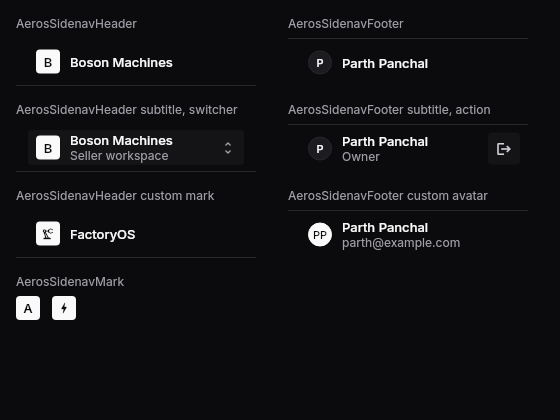 AerosSidenavHeader
B Boson Machines
AerosSidenavHeader subtitle, switcher
B Boson Machines
Seller workspace
AerosSidenavHeader custom mark
FactoryOS
AerosSidenavMark
A
AerosSidenavFooter
P Parth Panchal
AerosSidenavFooter subtitle, action
P Parth Panchal
Owner
AerosSidenavFooter custom avatar
PP Parth Panchal
parth@example.com